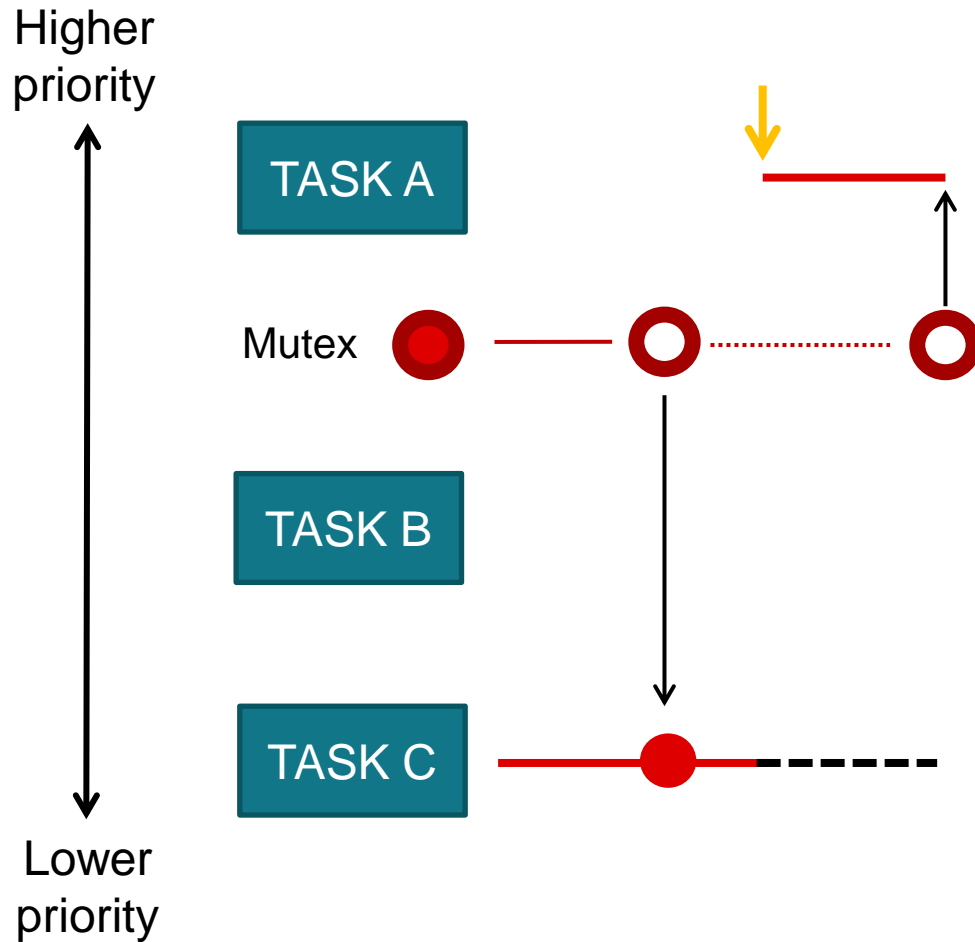 Higher
priority
TASK A
Mutex
TASK B
TASK C
Lower
priority